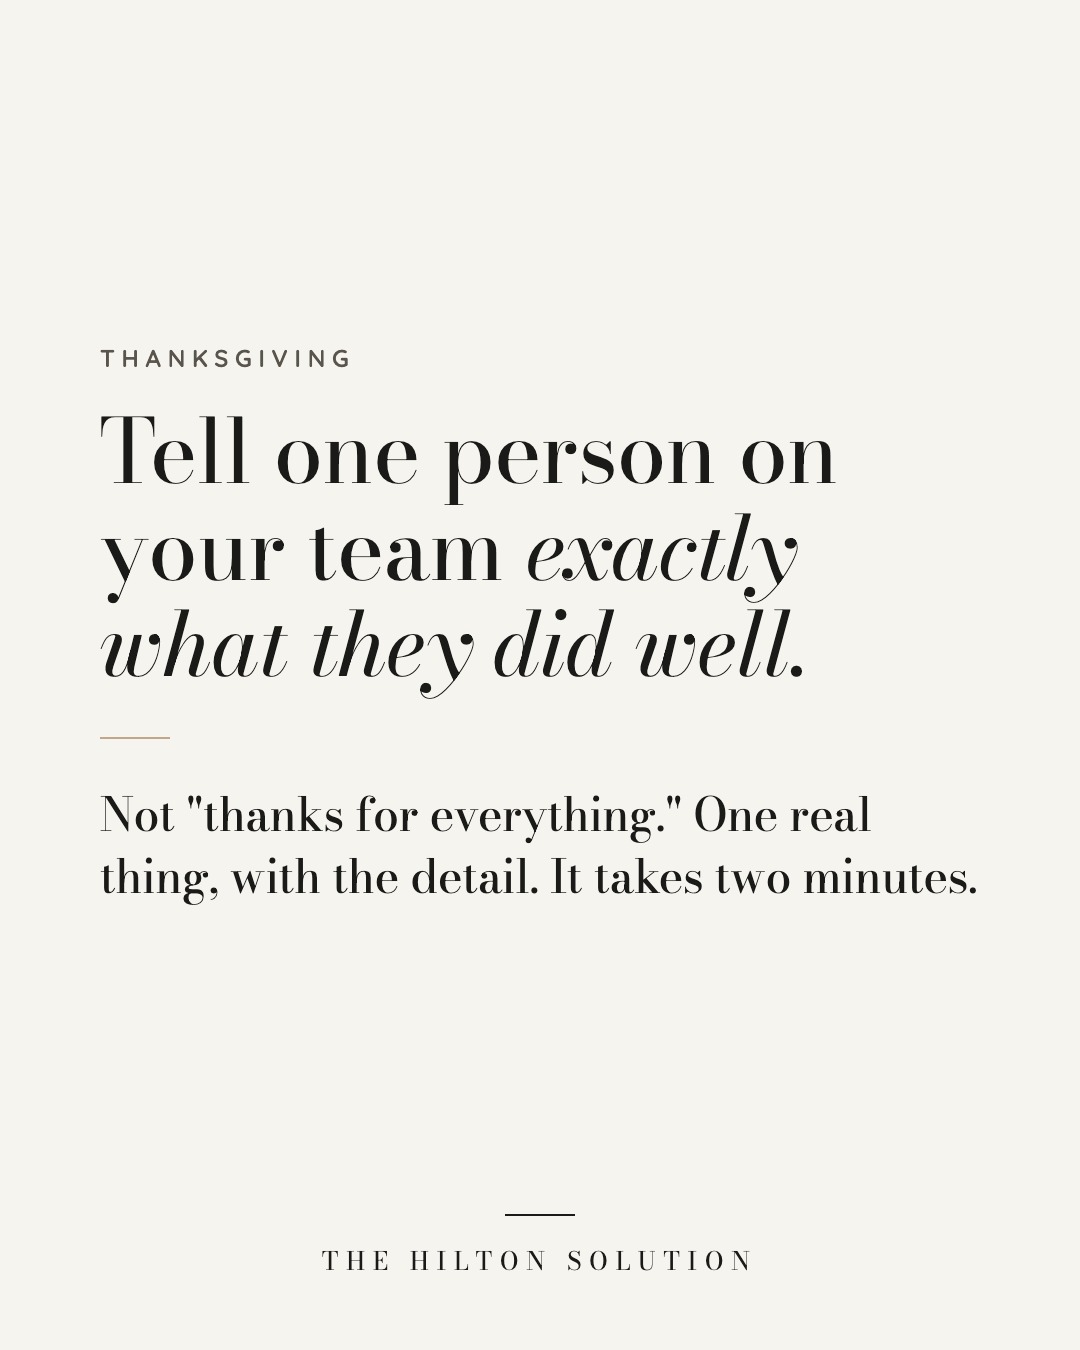 THANKSGIVING
Tell one person on
your team exactly
what they did well.
Not "thanks for everything." One real
thing, with the detail. It takes two minutes.
THE HILTON SOLUTION